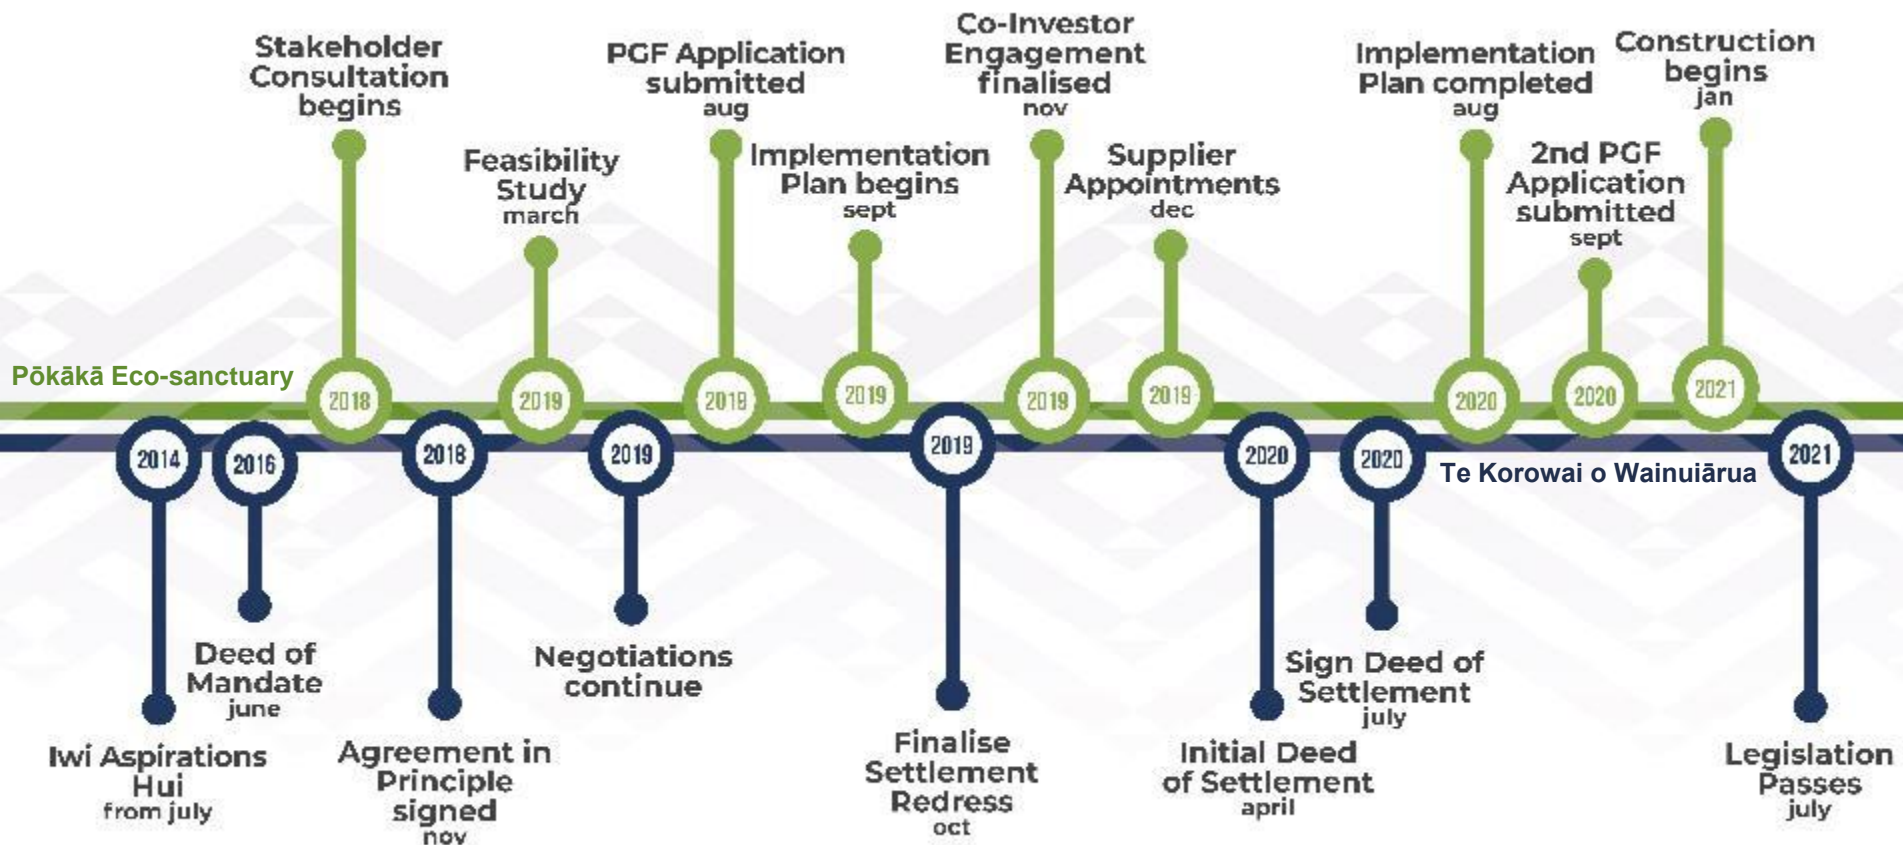 Stakeholder
Consultation
begins
Feasibility
Study
march
PGF Application
submitted
aug
Implementation
Plan begins
sept
Co-Investor
Engagement
finalised
nov
Supplier
Appointments
dec
Implementation
Plan completed
aug
2nd PGF
Application
submitted
sept
Construction
begins
jan
Pōkākā Eco-sanctuary
2018
2019
2019
2019
2019
2019
2020
2020
2021
2014
2016
2018
2019
2019
2020
2020
Te Korowai o Wainuiārua
2021
Iwi Aspirations
Hui
from july
Deed of
Mandate
june
Agreement in
Principle
signed
nov
Negotiations
continue
Finalise
Settlement
Redress
oct
Initial Deed
of Settlement
april
Sign Deed of
Settlement
july
Legislation
Passes
july